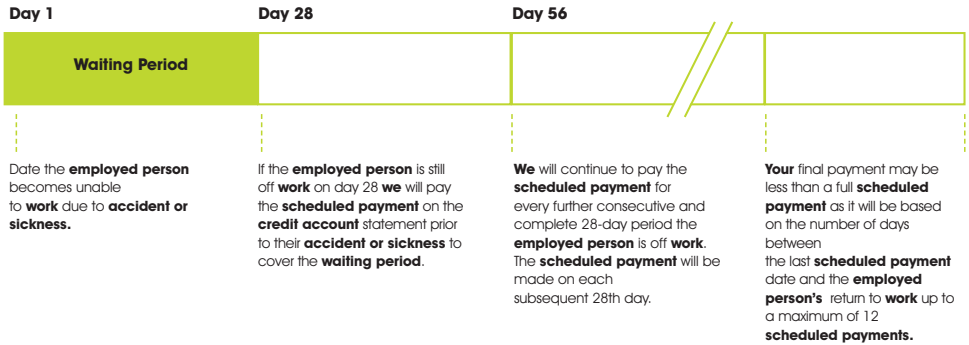 Day 1
Day 28
Day 56
Waiting Period
Date the employed person
becomes unable
to work due to accident or
sickness.
If the employed person is still
off work on day 28 we will pay
the scheduled payment on the
credit account statement prior
to their accident or sickness to
cover the waiting period.
We will continue to pay the
scheduled payment for
every further consecutive and
complete 28-day period the
employed person is off work.
The scheduled payment will be
made on each
subsequent 28th day.
Your final payment may be
less than a full scheduled
payment as it will be based
on the number of days
between
the last scheduled payment
date and the employed
person's return to work up to
a maximum of 12
scheduled payments.